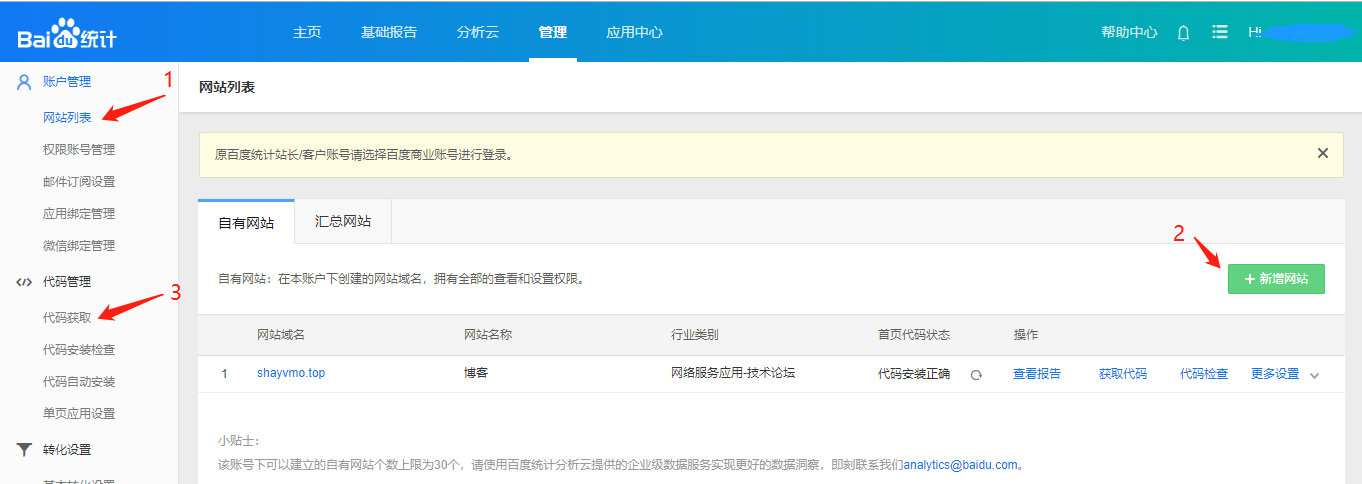 Baidu统计
主页 基础报告 分析云 管理 应用中心 帮助中心 Hi
账户管理
网站列表
权限账号管理
邮件订阅设置
应用绑定管理
微信绑定管理
代码管理
代码获取
代码安装检查
代码自动安装
单页应用设置
转化设置
1
3
网站列表
原百度统计站长/客户账号请选择百度商业账号进行登录。
自有网站 汇总网站
2
自有网站：在本账户下创建的网站域名，拥有全部的查看和设置权限。
+ 新增网站
网站域名 网站名称 行业类别 首页代码状态 操作
1 shayvmo.top 博客 网络服务应用-技术论坛 代码安装正确 查看报告 获取代码 代码检查 更多设置
小贴士：
该账号下可以建立的自有网站个数上限为30个，请使用百度统计分析云提供的企业级数据服务实现更好的数据洞察，即刻联系我们analytics@baidu.com。